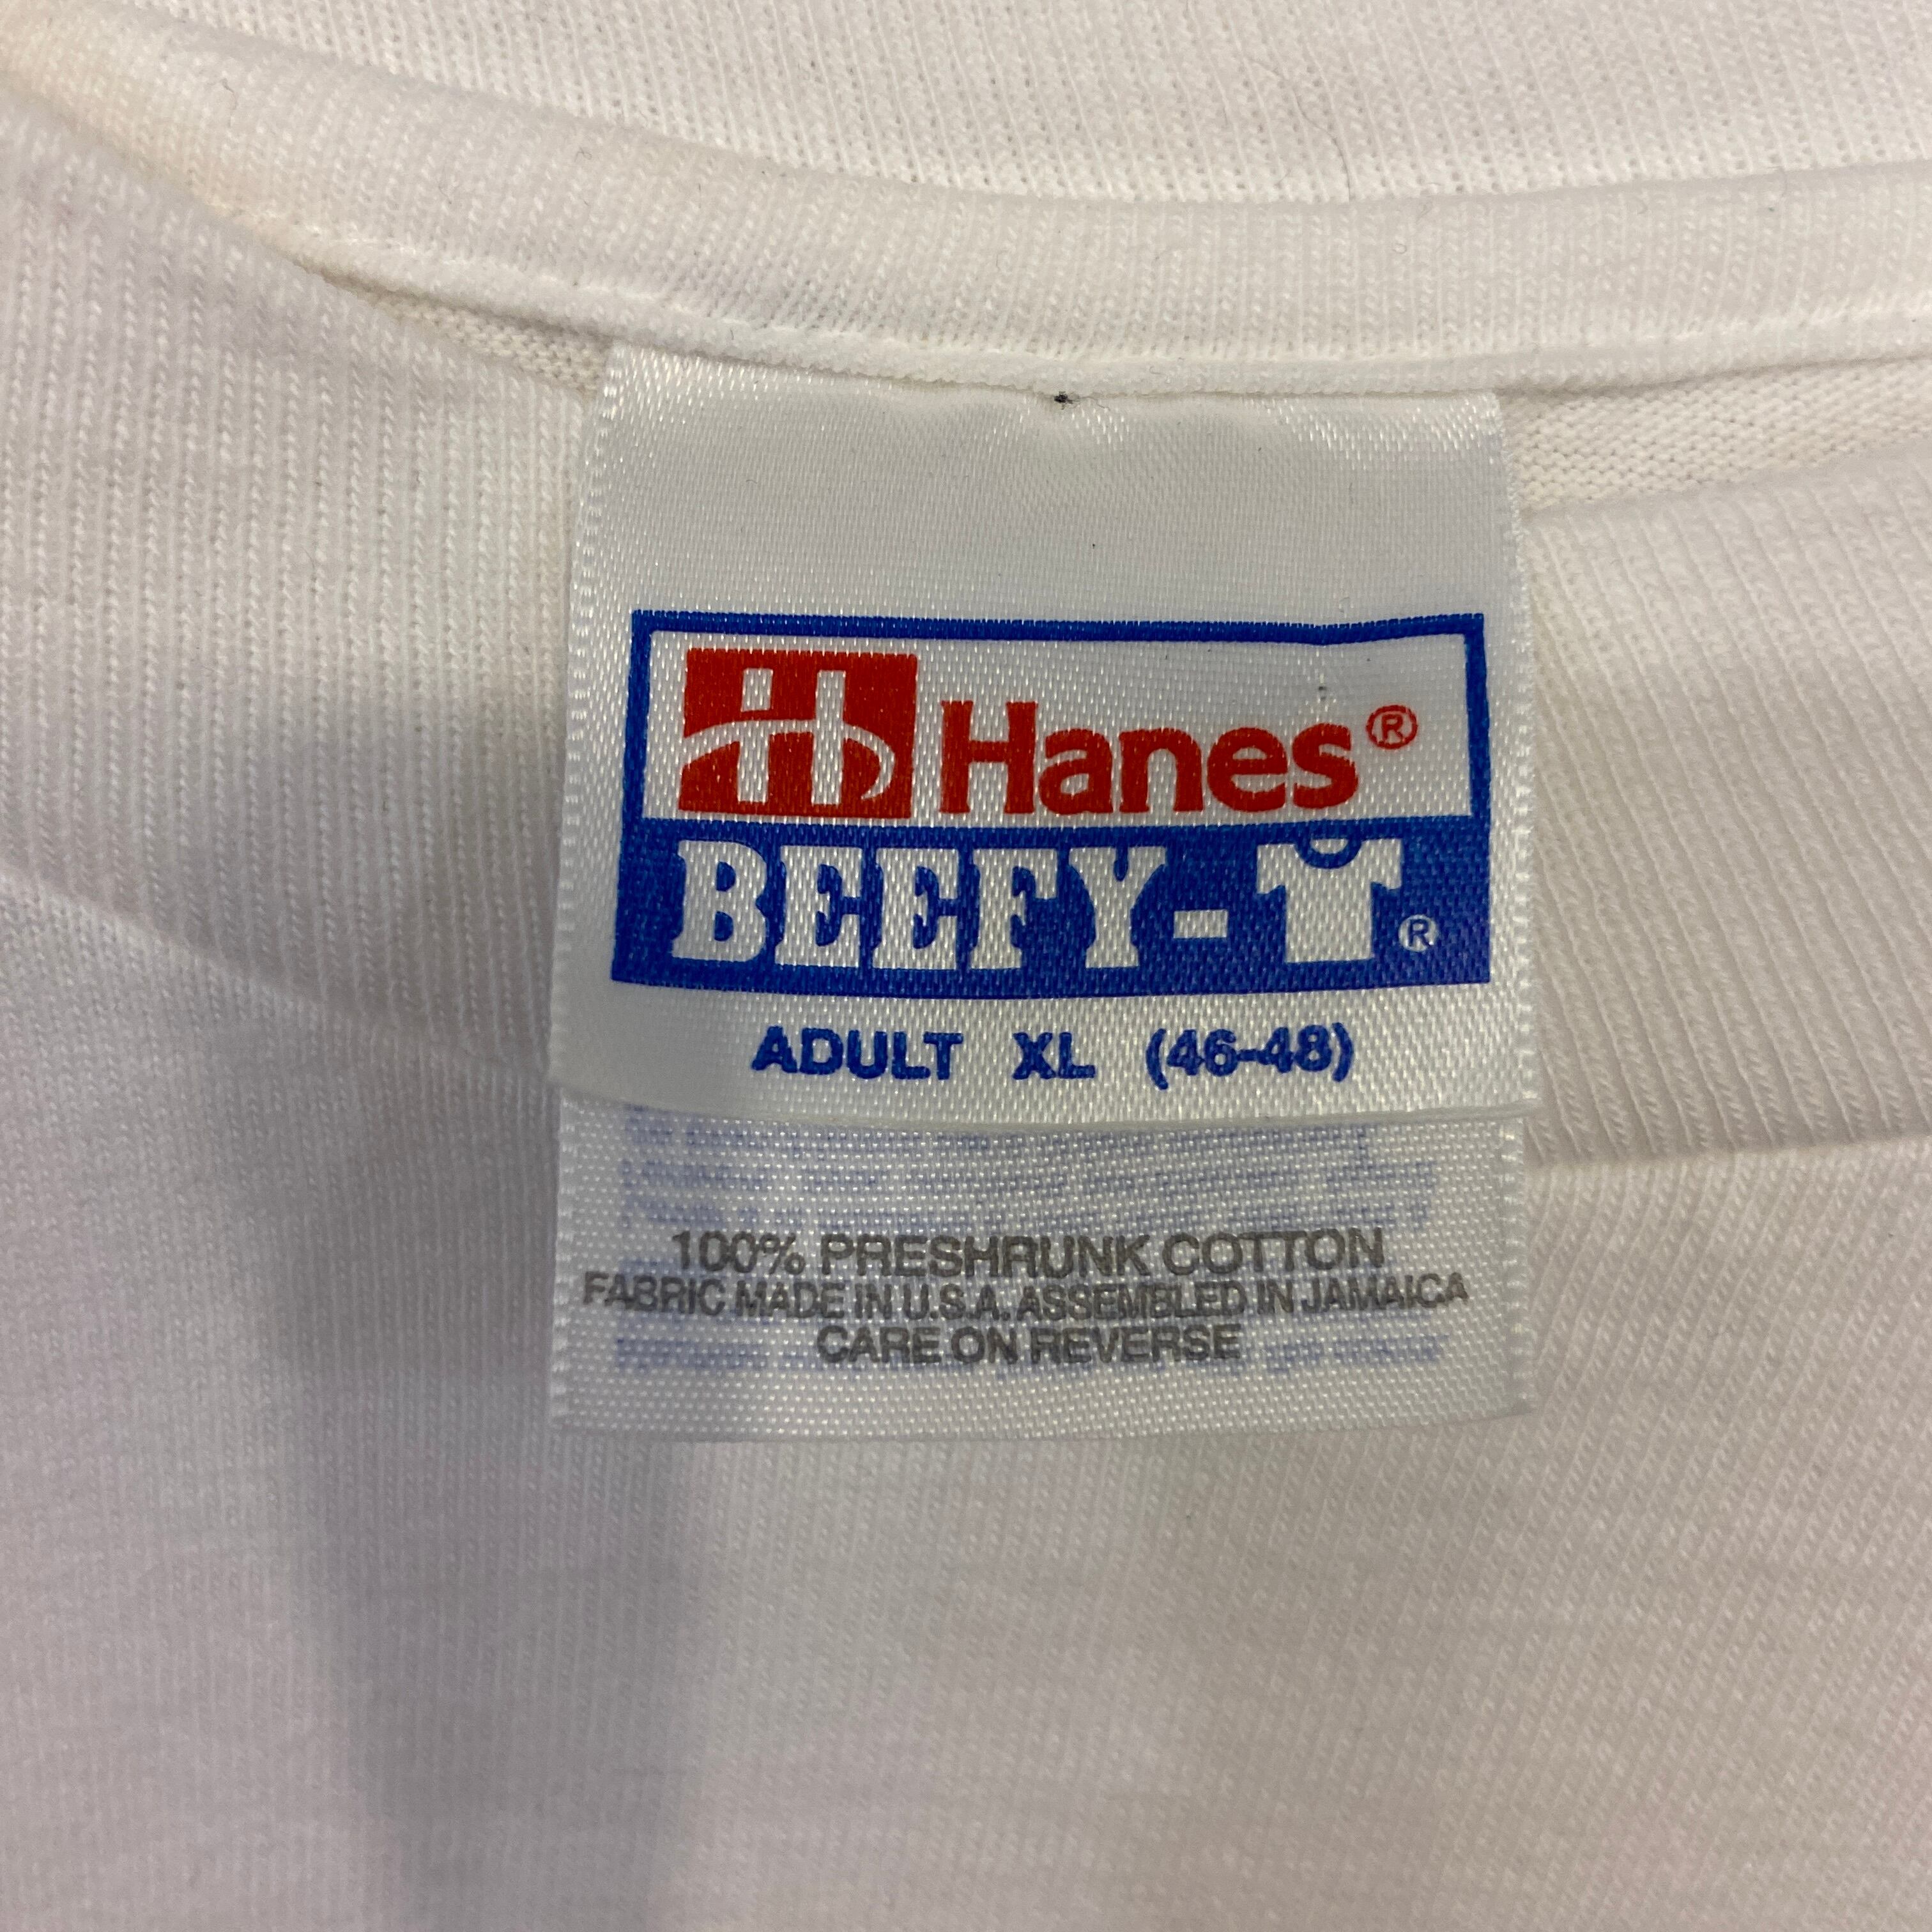 Hanes®
BEEFY-T®
ADULT XL (46-48)
100% PRESHRUNK COTTON
FABRIC MADE IN U.S.A. ASSEMBLED IN JAMAICA
CARE ON REVERSE